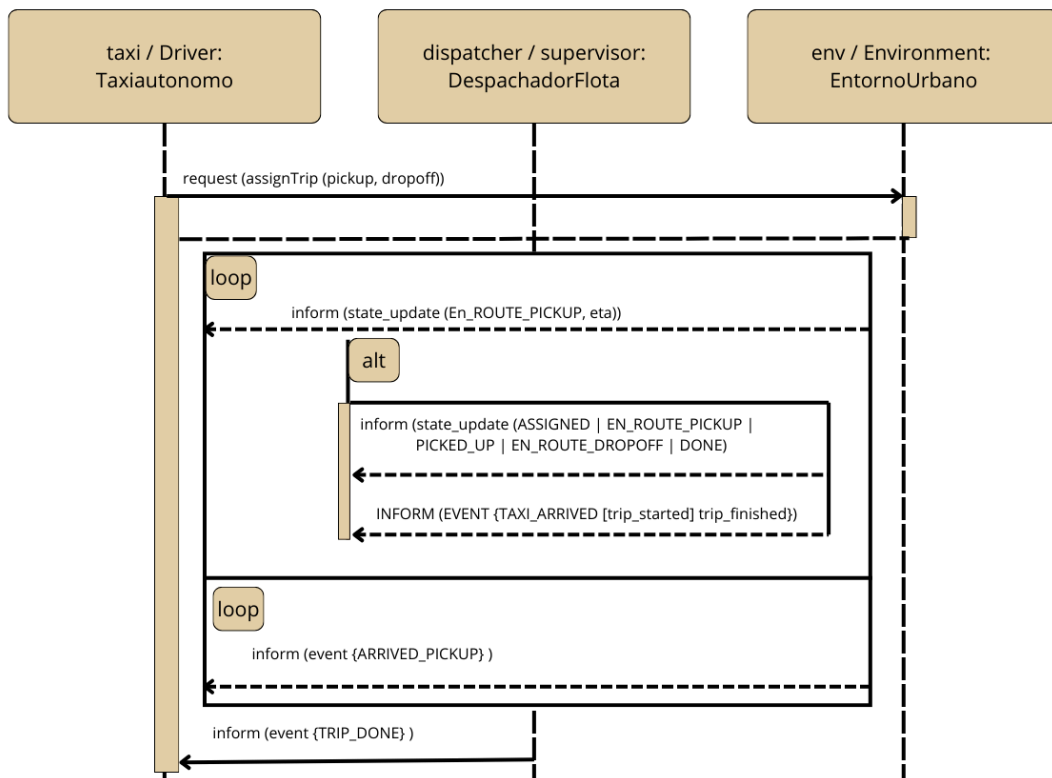 taxi / Driver:
Taxiautonomo
dispatcher / supervisor:
DespachadorFlota
env / Environment:
EntornoUrbano
request (assignTrip (pickup, dropoff))
loop
inform (state_update (En_ROUTE_PICKUP, eta))
alt
inform (state_update (ASSIGNED | EN_ROUTE_PICKUP |
PICKED_UP | EN_ROUTE_DROPOFF | DONE)
INFORM (EVENT {TAXI_ARRIVED [trip_started] trip_finished})
loop
inform (event {ARRIVED_PICKUP} )
inform (event {TRIP_DONE} )